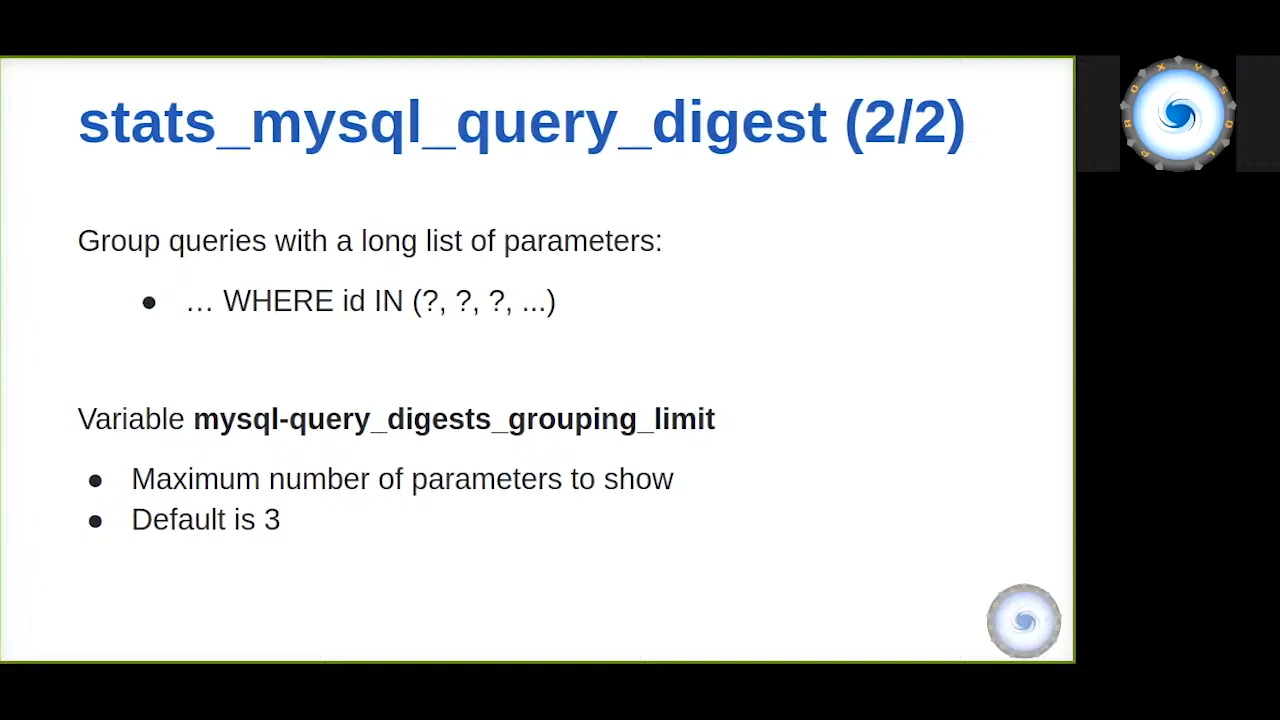 stats_mysql_query_digest (2/2)
Group queries with a long list of parameters:
● … WHERE id IN (?, ?, ?, ...)
Variable mysql-query_digests_grouping_limit
● Maximum number of parameters to show
● Default is 3
PROXYSQL